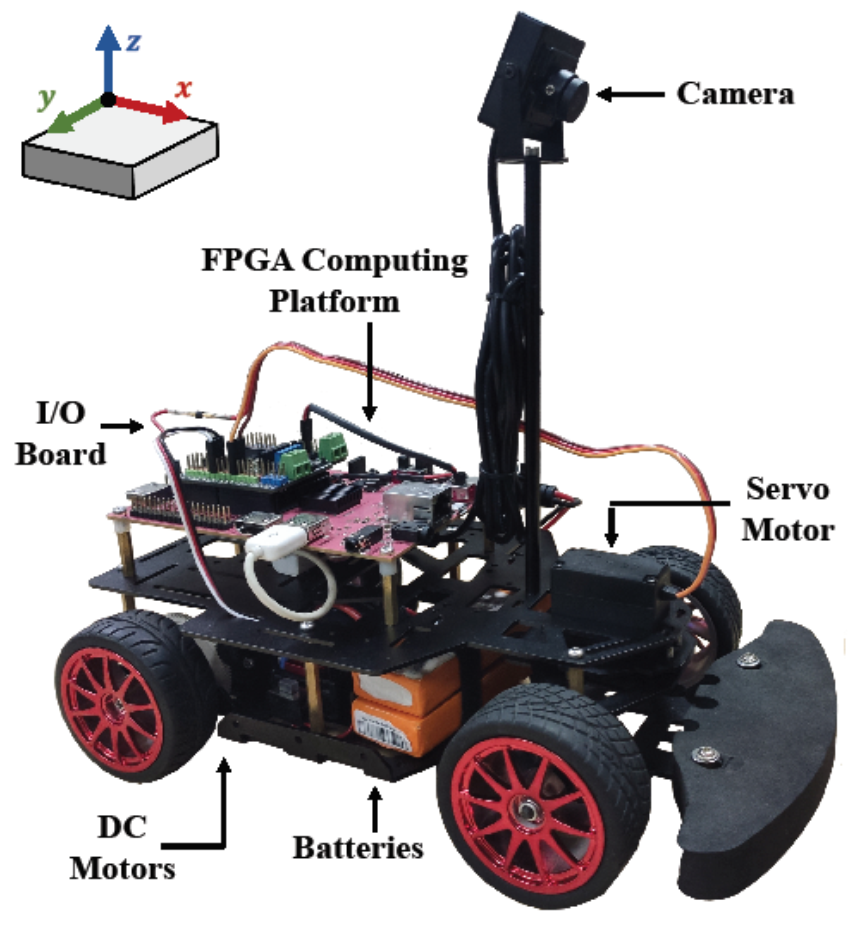 z
y
x
Camera
FPGA Computing
Platform
I/O
Board
Servo
Motor
DC
Motors
Batteries